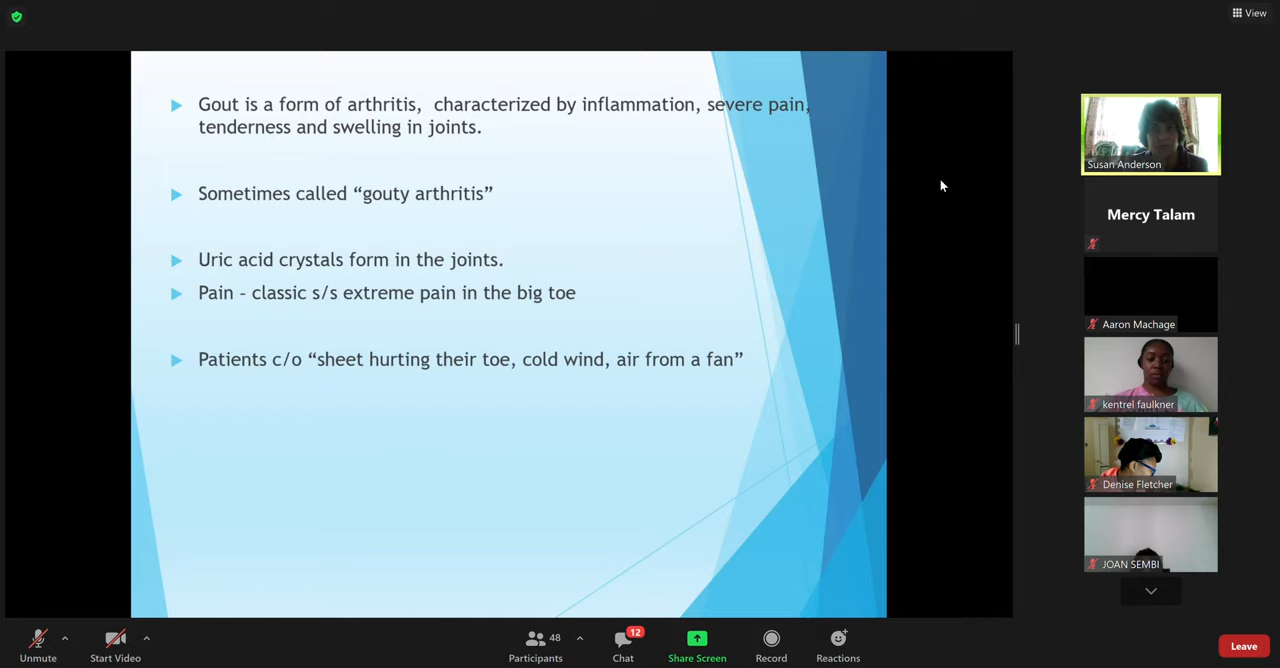 View
Gout is a form of arthritis, characterized by inflammation, severe pain,
tenderness and swelling in joints.
Sometimes called “gouty arthritis”
Uric acid crystals form in the joints.
Pain – classic s/s extreme pain in the big toe
Patients c/o “sheet hurting their toe, cold wind, air from a fan”
Susan Anderson
Mercy Talam
Aaron Machage
kentrel faulkner
Denise Fletcher
JOAN SEMBI
48
12
Unmute
Start Video
Participants
Chat
Share Screen
Record
Reactions
Leave